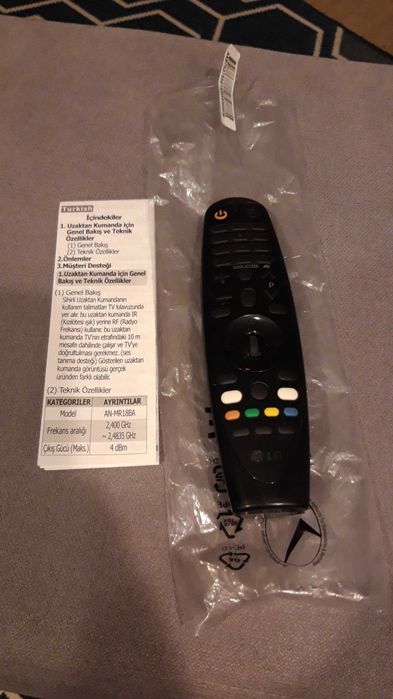 Turkish
İçindekiler
1. Uzaktan Kumanda için
Genel Bakış ve Teknik
Özellikler
(1) Genel Bakış
(2) Teknik Özellikler
2.Önlemler
3.Müşteri Desteği
1.Uzaktan Kumanda için Genel
Bakış ve Teknik Özellikler
(1) Genel Bakış
Sihirli Uzaktan Kumandanın
kullanım talimatları TV kılavuzunda
yer alır. bu uzaktan kumanda IR
(Kızılötesi ışık) yerine RF (Radyo
Frekansı) kullanır. bu uzaktan
kumanda TV'nin etrafındaki 10 m
mesafe dahilinde çalışır ve TV'ye
doğrultulması gerekmez. (ses
tanıma desteği) Gösterilen uzaktan
kumanda görüntüsü gerçek
üründen farklı olabilir.
(2) Teknik Özellikler
KATEGORILER AYRINTILAR
Model AN-MR18BA
Frekans aralığı 2,400 GHz
~ 2,4835 GHz
Çıkış Gücü (Maks.) 4 dBm
P
LG